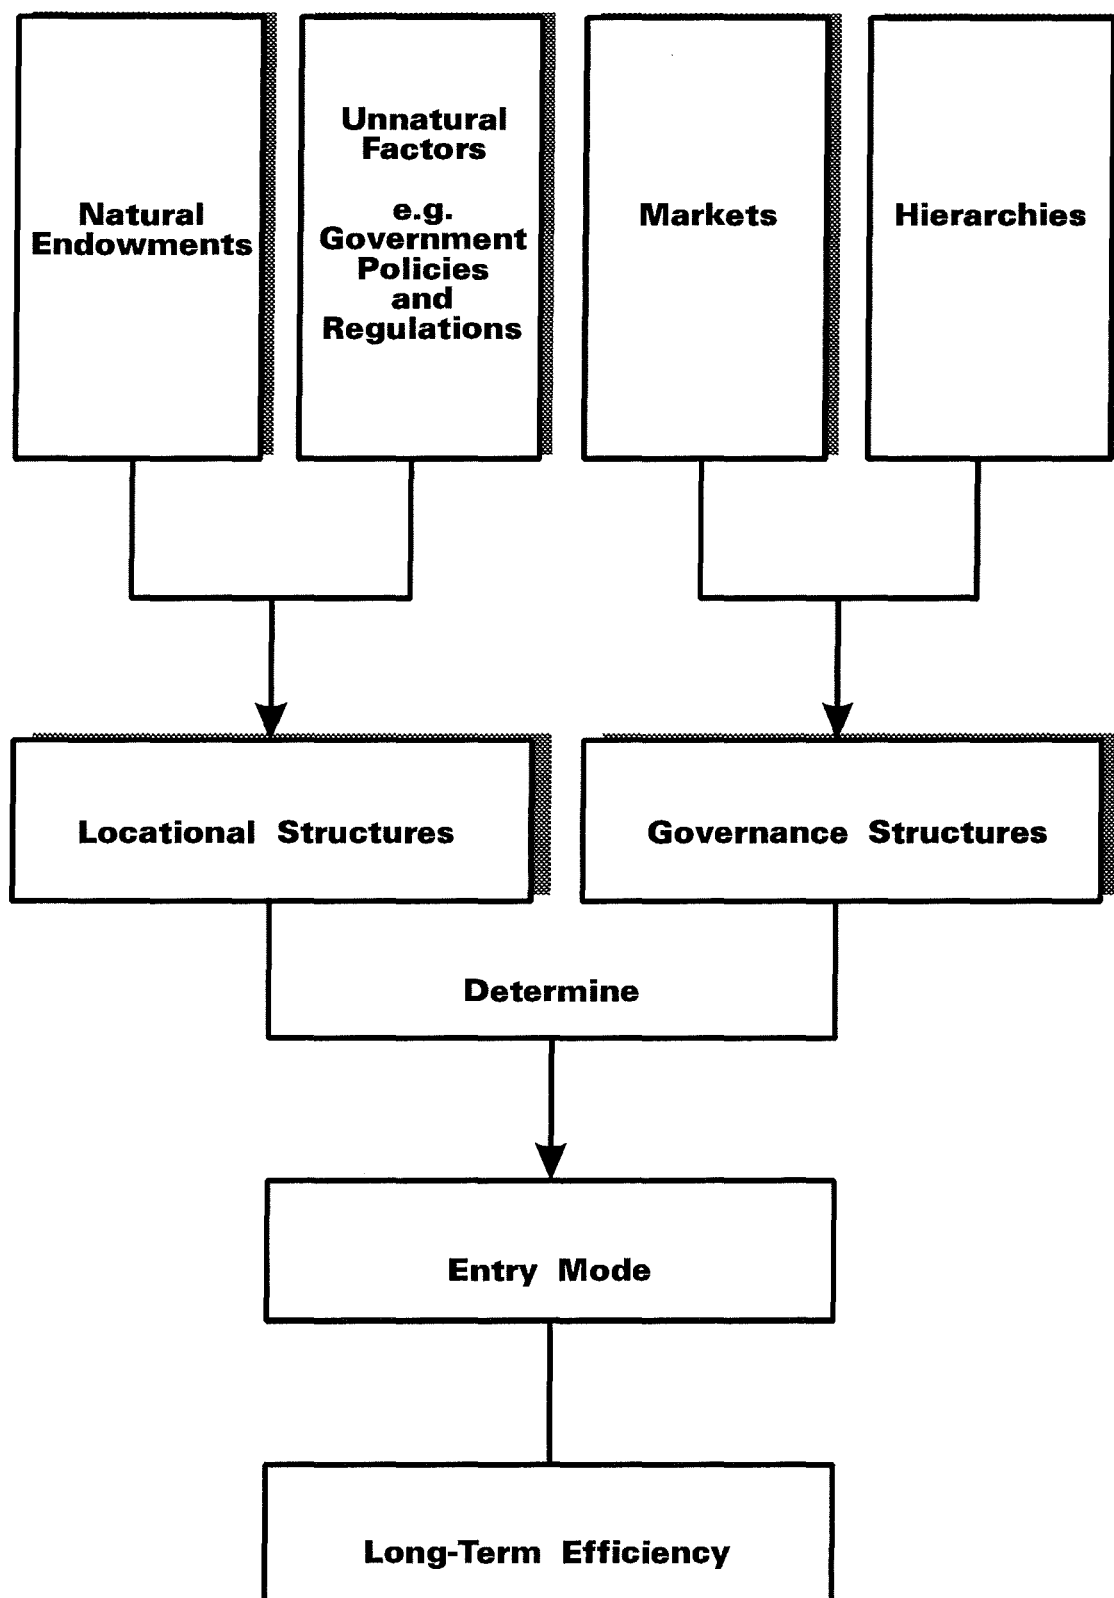 Natural
Endowments
Unnatural
Factors
e.g.
Government
Policies
and
Regulations
Markets
Hierarchies
Locational Structures
Governance Structures
Determine
Entry Mode
Long-Term Efficiency